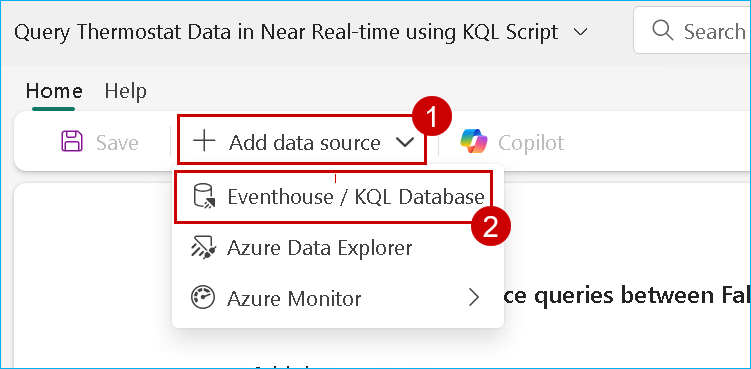 Query Thermostat Data in Near Real-time using KQL Script
Search
Home Help
1
Save
Add data source
Copilot
Eventhouse / KQL Database
2
Azure Data Explorer
Azure Monitor
ce queries between Fal